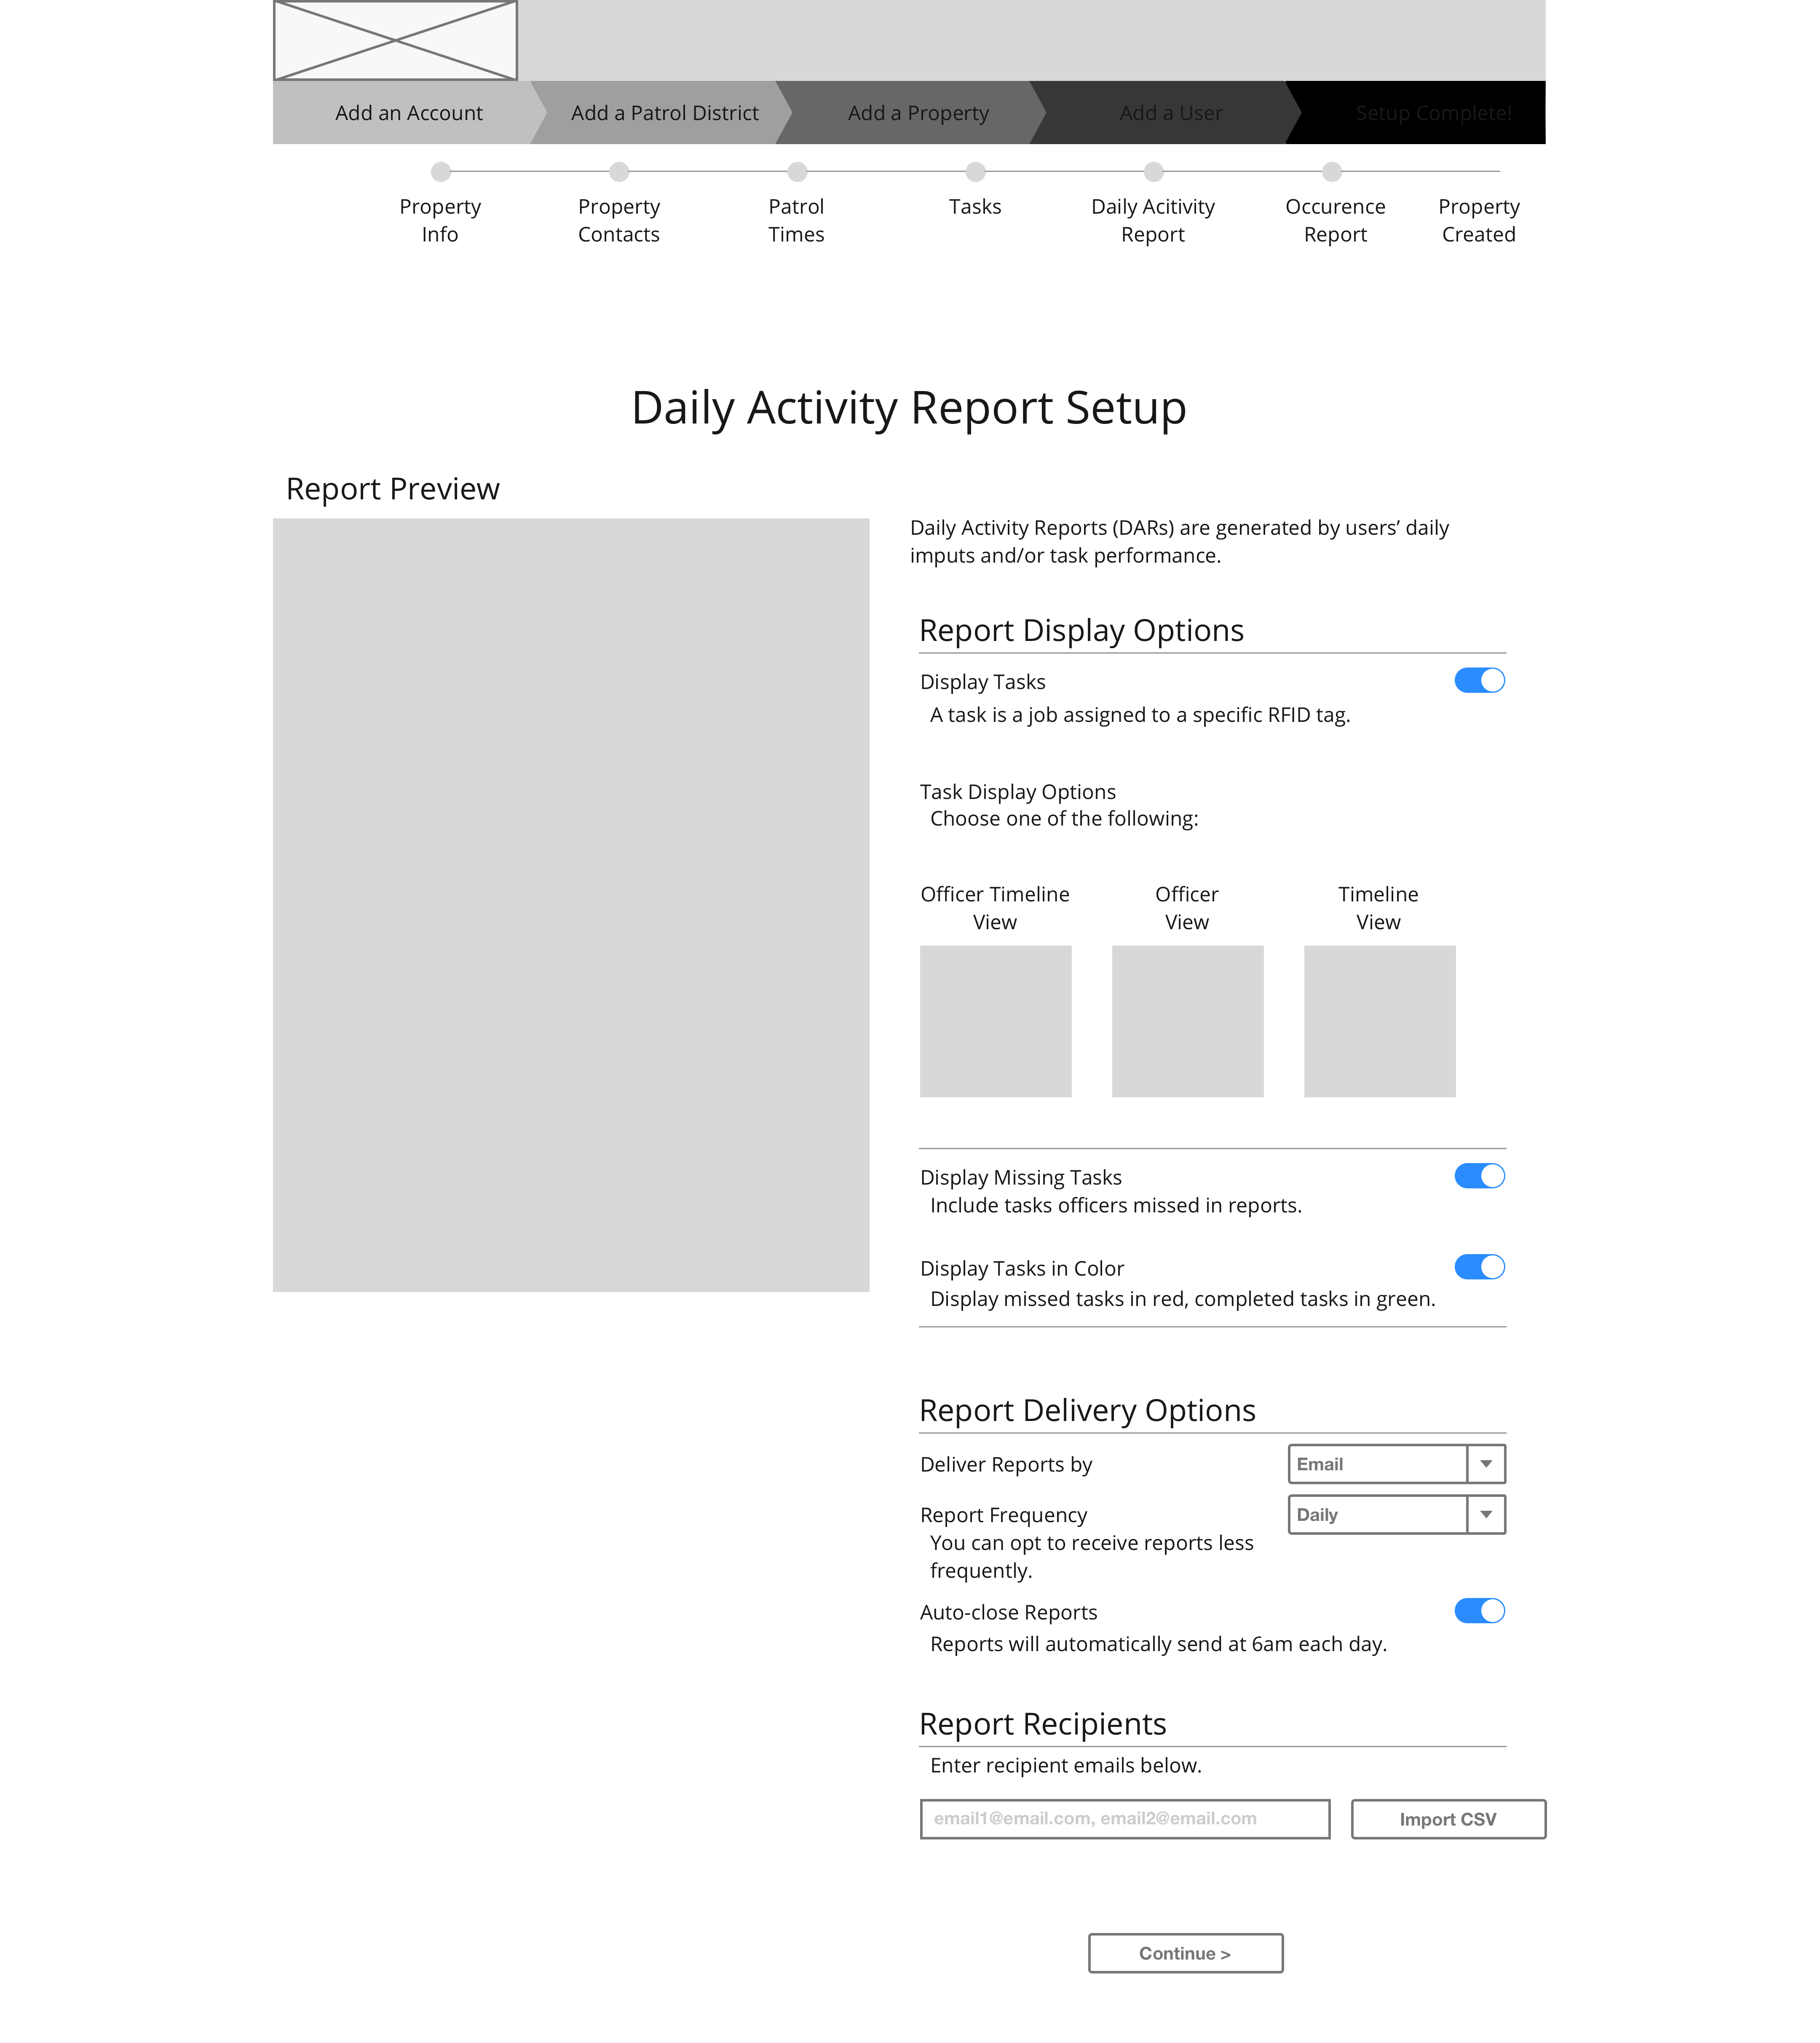 Add an Account
Add a Patrol District
Add a Property
Add a User
Setup Complete!
Property
Info
Property
Contacts
Patrol
Times
Tasks
Daily Acitivity
Report
Occurence
Report
Property
Created
Daily Activity Report Setup
Report Preview
Daily Activity Reports (DARs) are generated by users’ daily
imputs and/or task performance.
Report Display Options
Display Tasks
A task is a job assigned to a specific RFID tag.
Task Display Options
Choose one of the following:
Officer Timeline
View
Officer
View
Timeline
View
Display Missing Tasks
Include tasks officers missed in reports.
Display Tasks in Color
Display missed tasks in red, completed tasks in green.
Report Delivery Options
Deliver Reports by
Email
Report Frequency
Daily
You can opt to receive reports less
frequently.
Auto-close Reports
Reports will automatically send at 6am each day.
Report Recipients
Enter recipient emails below.
email1@email.com, email2@email.com
Import CSV
Continue >